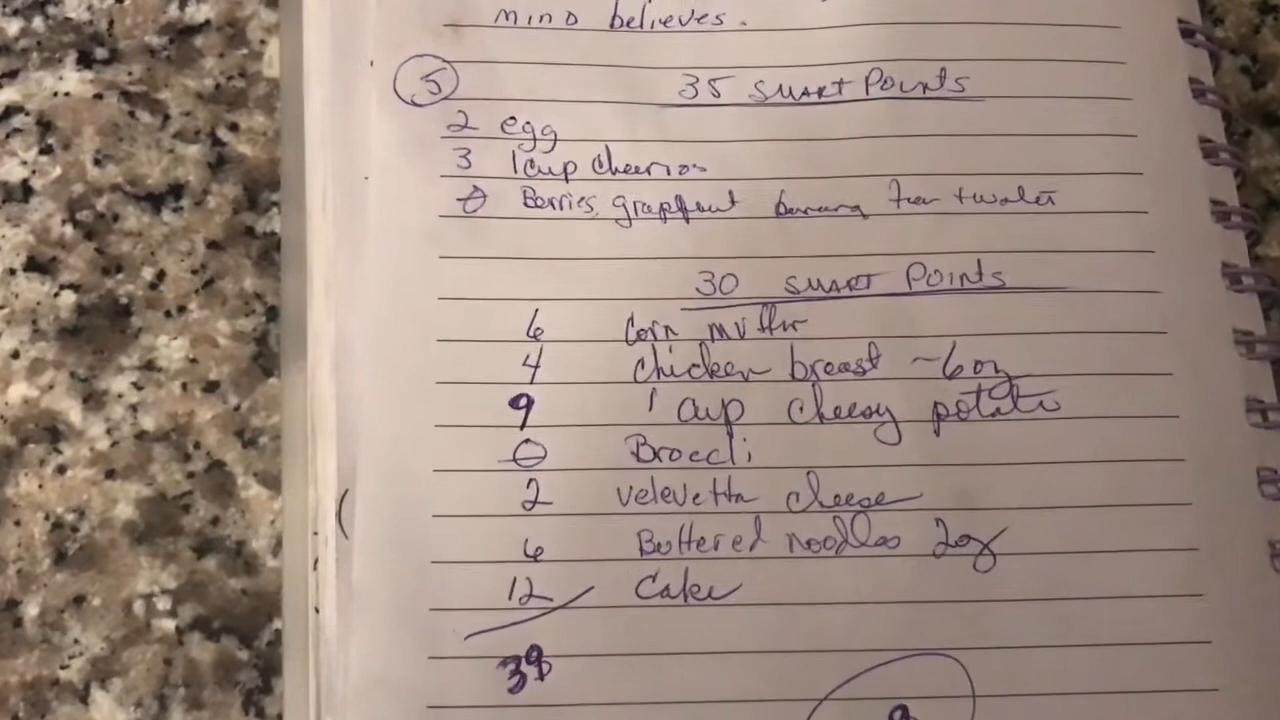 mind believes.
5 35 SMART POINTS
2 egg
3 1 cup cheerios
0 Berries, grapefruit banana + water
30 SMART POINTS
6 Corn muffin
4 chicken breast ~6oz
9 1 cup cheesy potato
0 Broccli
2 velevetta cheese
6 Buttered noodles 2oz
12 Cake
39